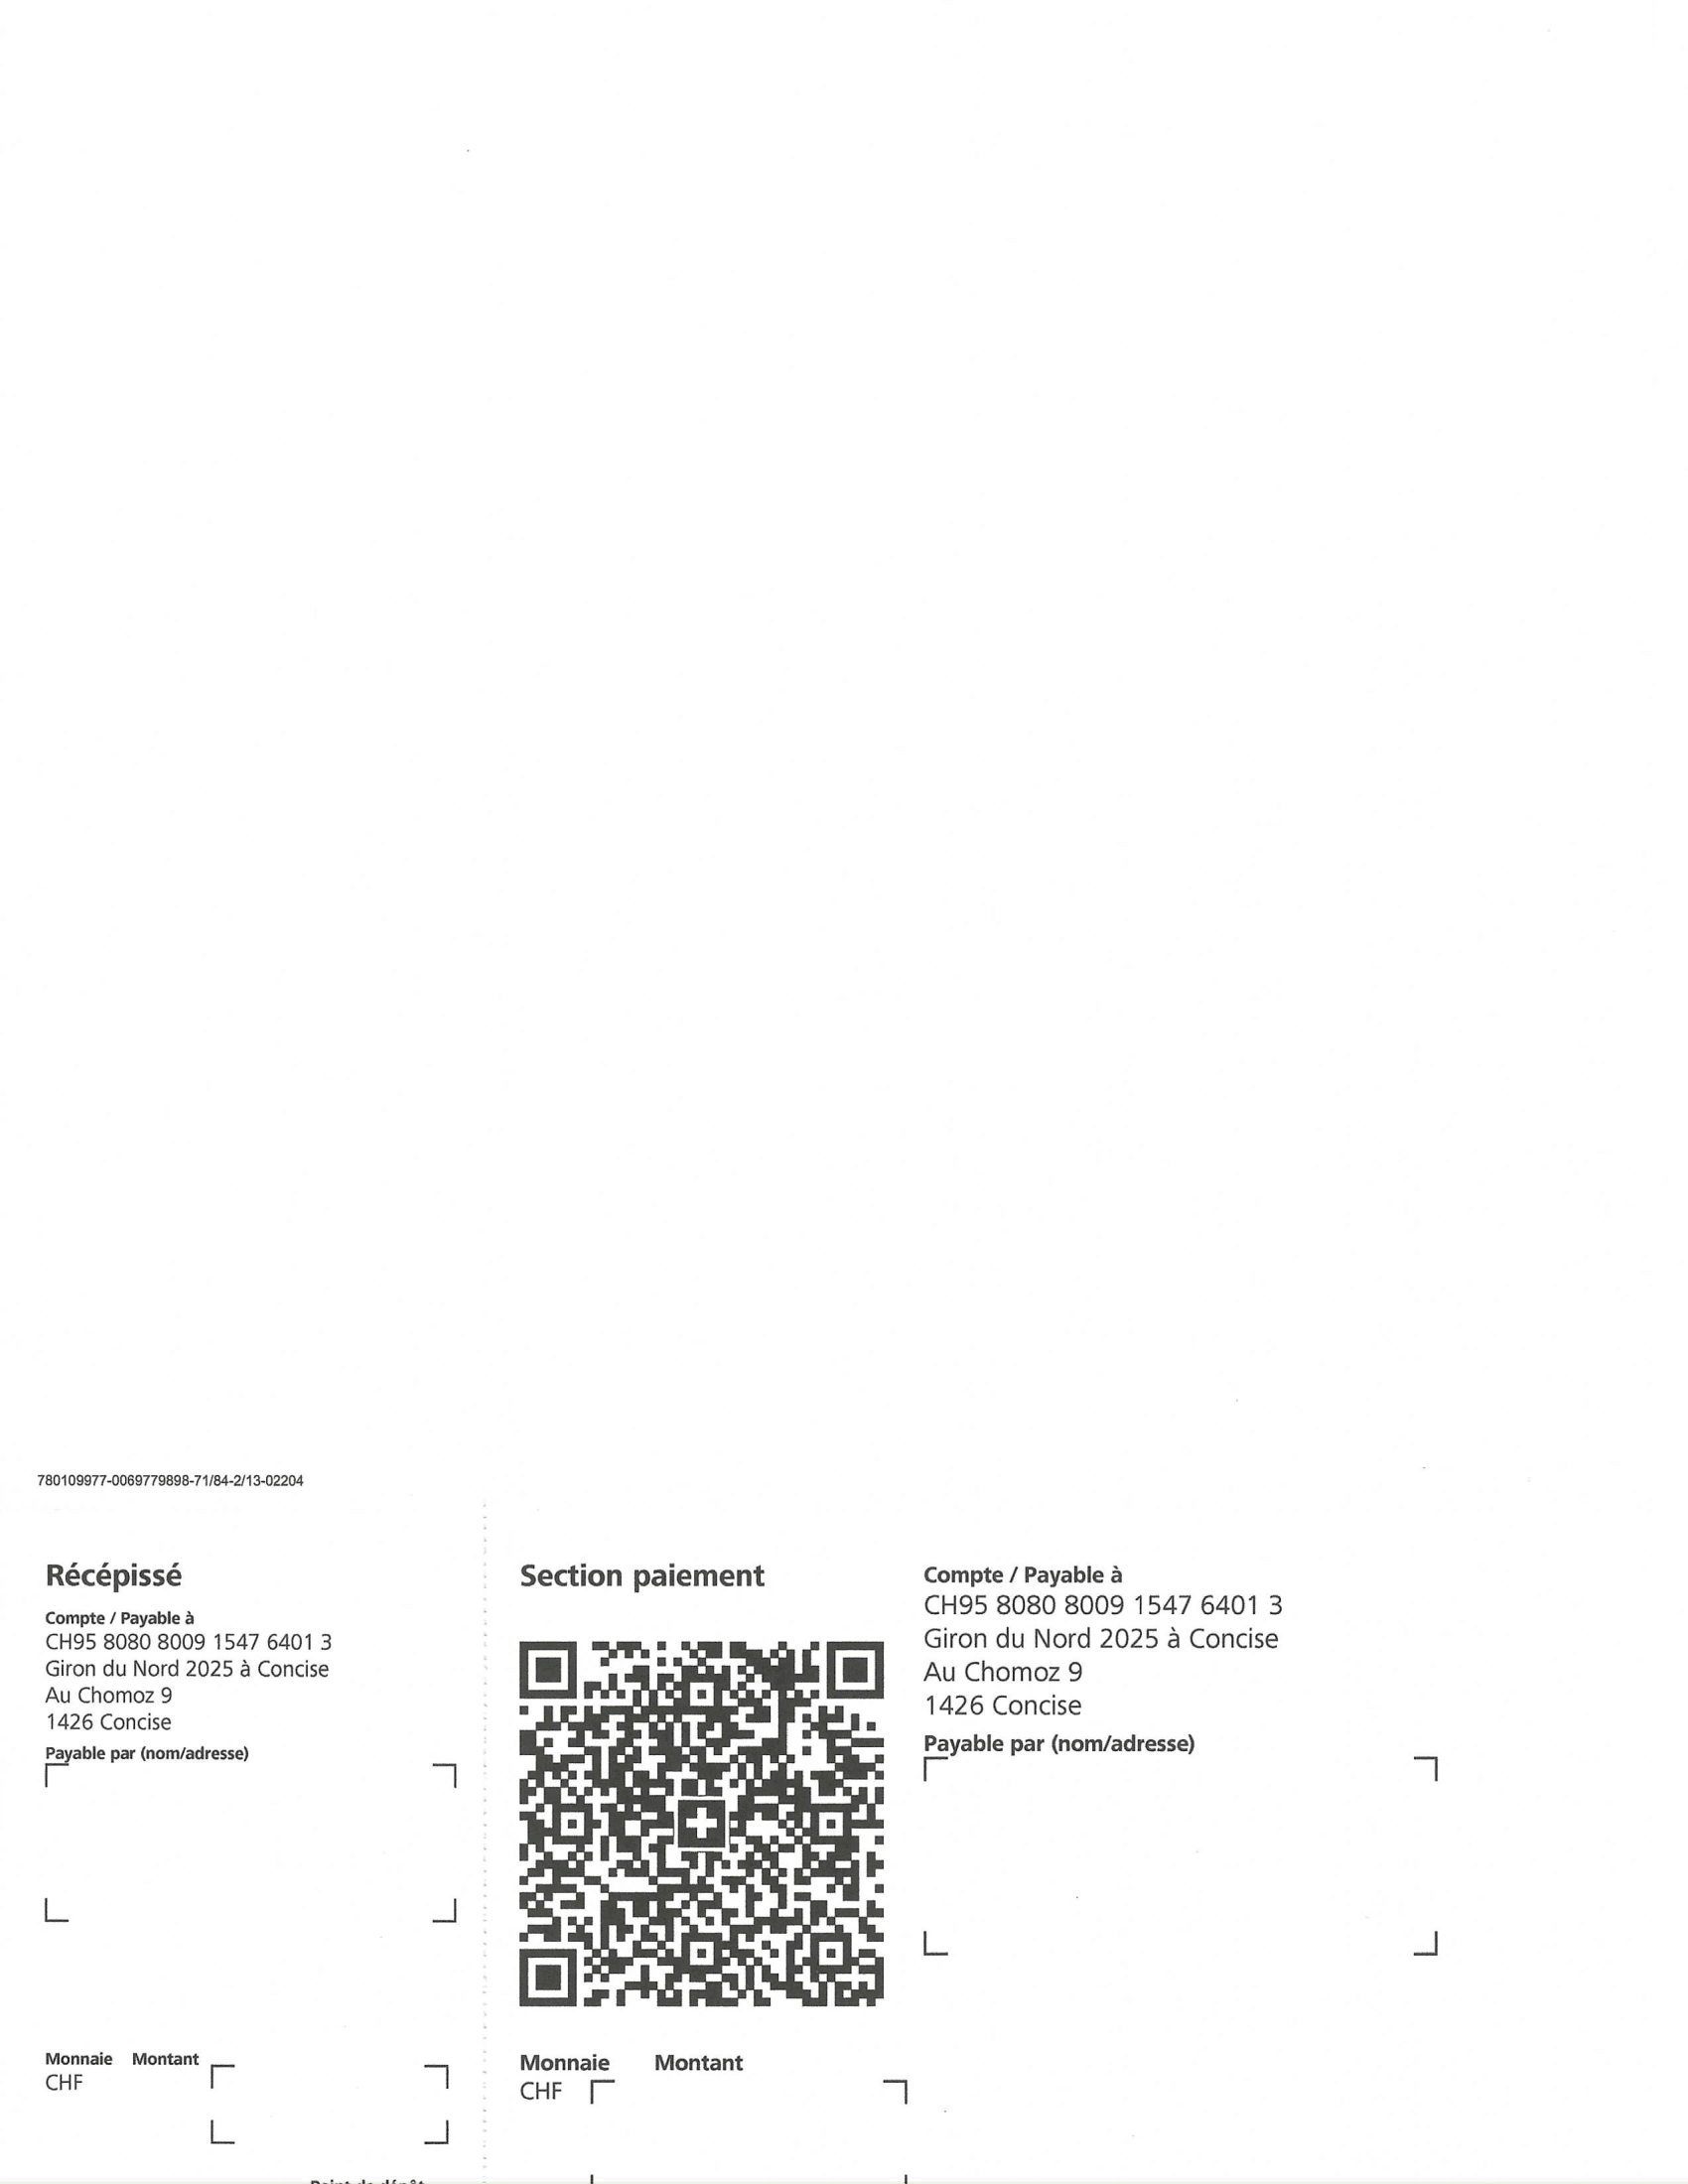 780109977-0069779898-71/84-2/13-02204
Récépissé
Compte / Payable à
CH95 8080 8009 1547 6401 3
Giron du Nord 2025 à Concise
Au Chomoz 9
1426 Concise
Payable par (nom/adresse)
Monnaie Montant
CHF
Point de dépôt
Section paiement
Monnaie Montant
CHF
Compte / Payable à
CH95 8080 8009 1547 6401 3
Giron du Nord 2025 à Concise
Au Chomoz 9
1426 Concise
Payable par (nom/adresse)